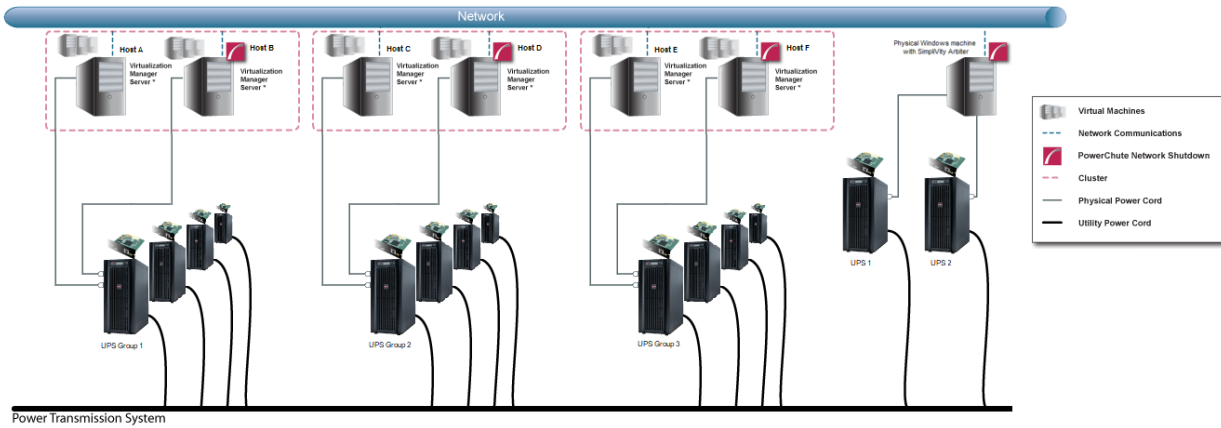 Network
Host A
Virtualization
Manager
Server *
Host B
Virtualization
Manager
Server *
Host C
Virtualization
Manager
Server *
Host D
Virtualization
Manager
Server *
Host E
Virtualization
Manager
Server *
Host F
Virtualization
Manager
Server *
Physical Windows machine
with SimpliVity Arbiter
Virtual Machines
Network Communications
PowerChute Network Shutdown
Cluster
Physical Power Cord
Utility Power Cord
UPS Group 1
UPS Group 2
UPS Group 3
UPS 1
UPS 2
Power Transmission System